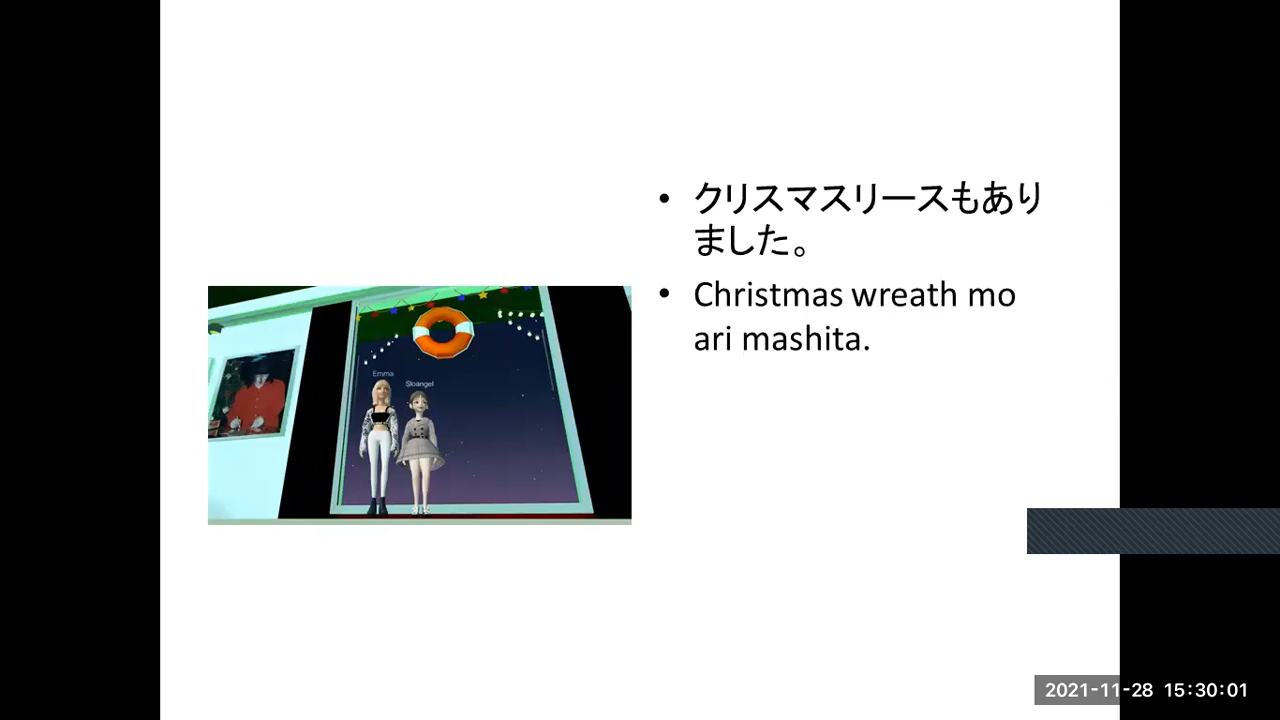 クリスマスリースもあり
ました。
Christmas wreath mo
ari mashita.
Emma
Sloangel
2021-11-28 15:30:01